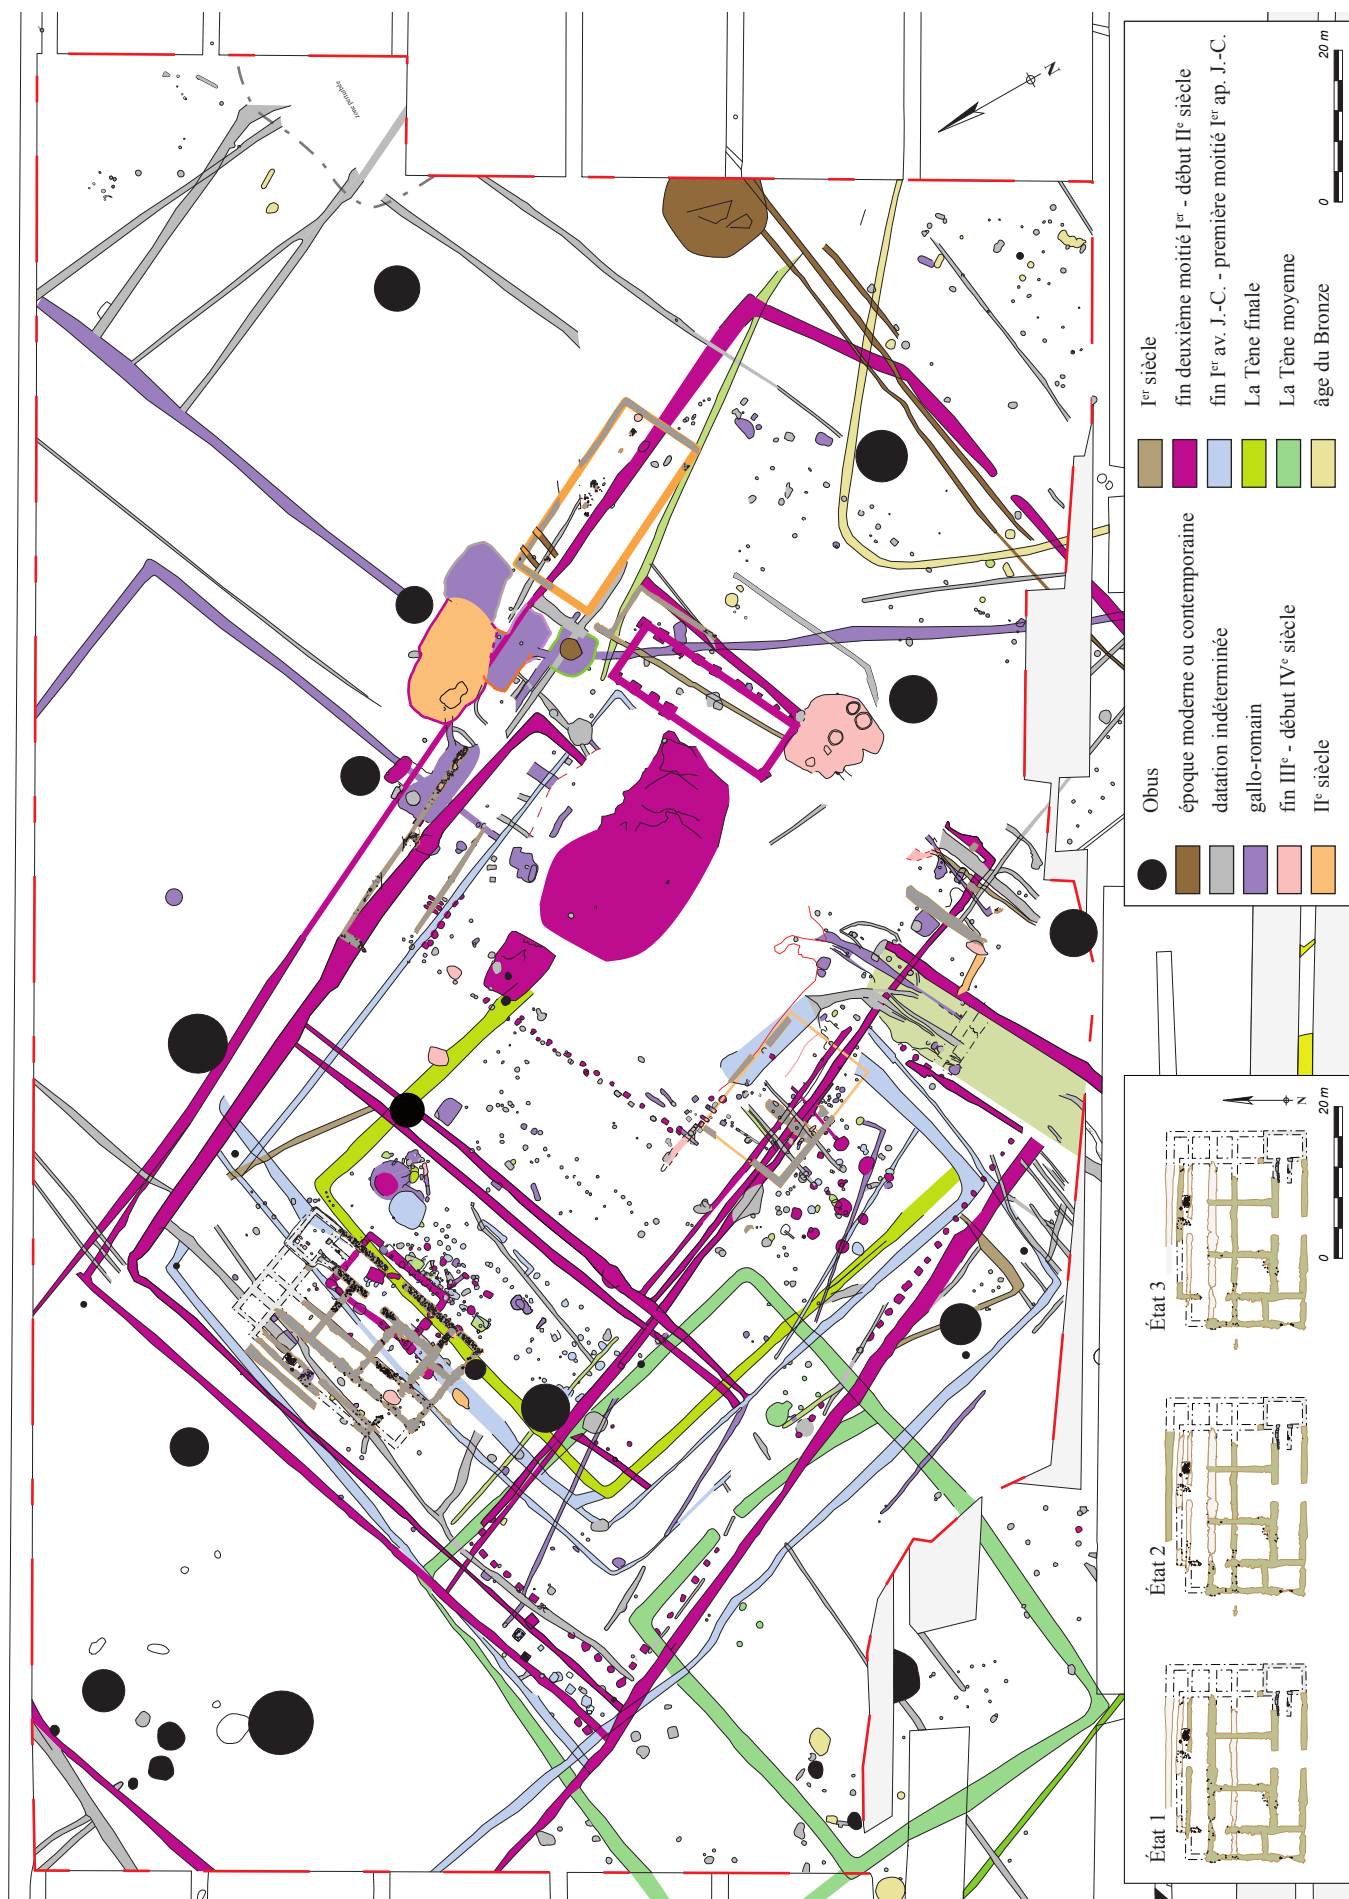 zone perturbée
N
Obus
époque moderne ou contemporaine
datation indéterminée
gallo-romain
fin IIIe - début IVe siècle
IIe siècle
Ier siècle
fin deuxième moitié Ier - début IIe siècle
fin Ier av. J.-C. - première moitié Ier ap. J.-C.
La Tène finale
La Tène moyenne
âge du Bronze
0 20 m
État 1
État 2
État 3
N
0 20 m